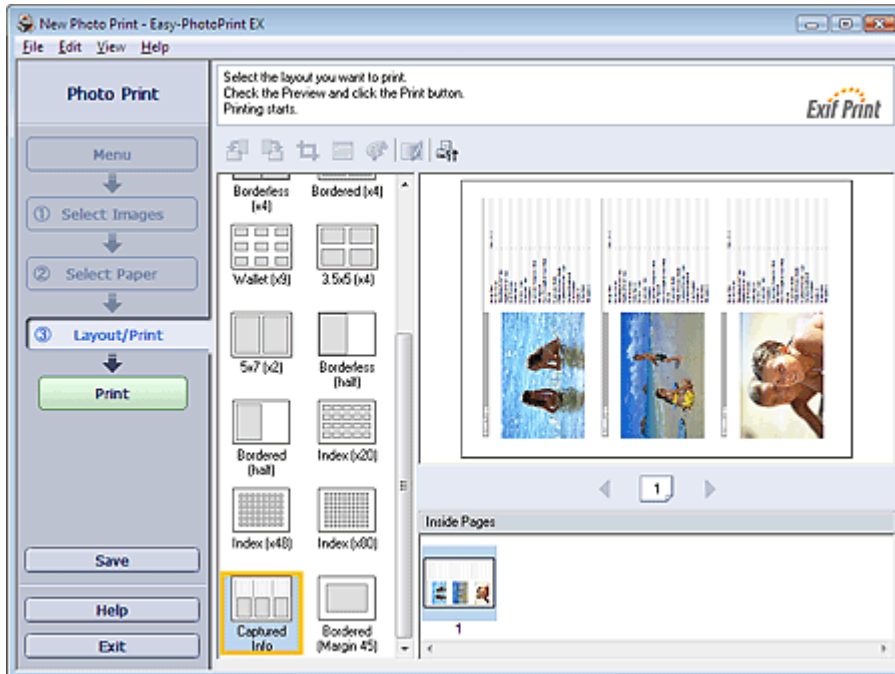 New Photo Print - Easy-PhotoPrint EX
File Edit View Help
Photo Print
Menu
① Select Images
② Select Paper
③ Layout/Print
Print
Save
Help
Exit
Select the layout you want to print.
Check the Preview and click the Print button.
Printing starts.
Exif Print
Borderless
(x4)
Bordered (x4)
Wallet (x9)
3.5x5 (x4)
5x7 (x2)
Borderless
(half)
Bordered
(half)
Index (x20)
Index (x48)
Index (x80)
Captured
Info
Bordered
(Margin 45)
1
Inside Pages
1